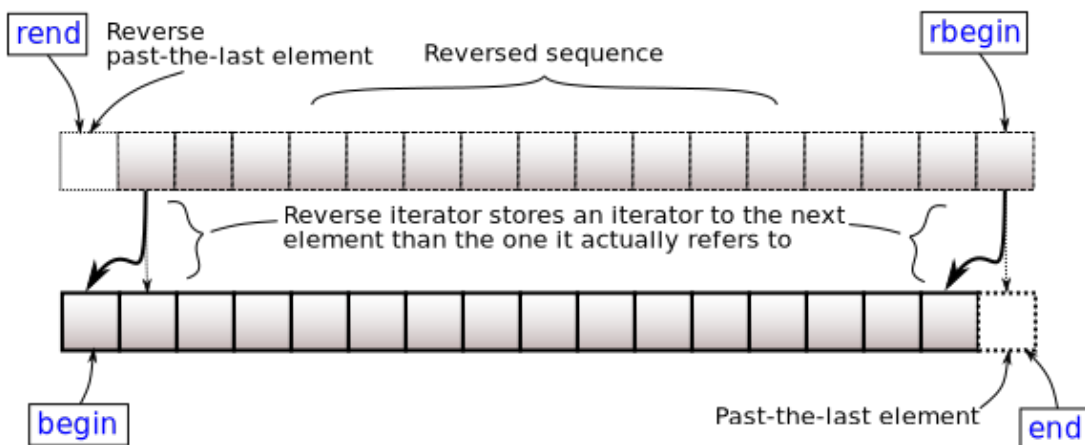 rend
Reverse
past-the-last element
Reversed sequence
rbegin
Reverse iterator stores an iterator to the next
element than the one it actually refers to
begin
Past-the-last element
end